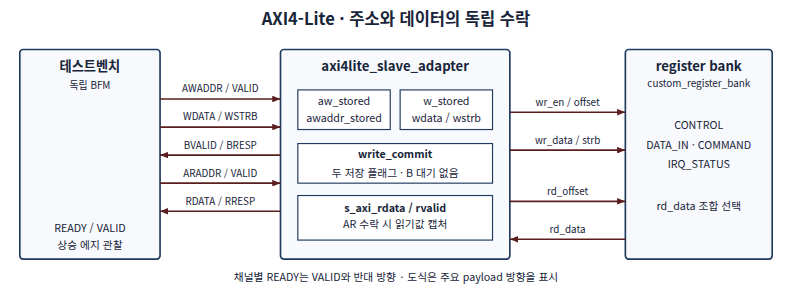 AXI4-Lite · 주소와 데이터의 독립 수락
테스트벤치
독립 BFM
READY / VALID
상승 에지 관찰
AWADDR / VALID
WDATA / WSTRB
BVALID / BRESP
ARADDR / VALID
RDATA / RRESP
axi4lite_slave_adapter
aw_stored
awaddr_stored
w_stored
wdata / wstrb
write_commit
두 저장 플래그 · B 대기 없음
s_axi_rdata / rvalid
AR 수락 시 읽기값 캡처
wr_en / offset
wr_data / strb
rd_offset
rd_data
register bank
custom_register_bank
CONTROL
DATA_IN · COMMAND
IRQ_STATUS
rd_data 조합 선택
채널별 READY는 VALID와 반대 방향 · 도식은 주요 payload 방향을 표시